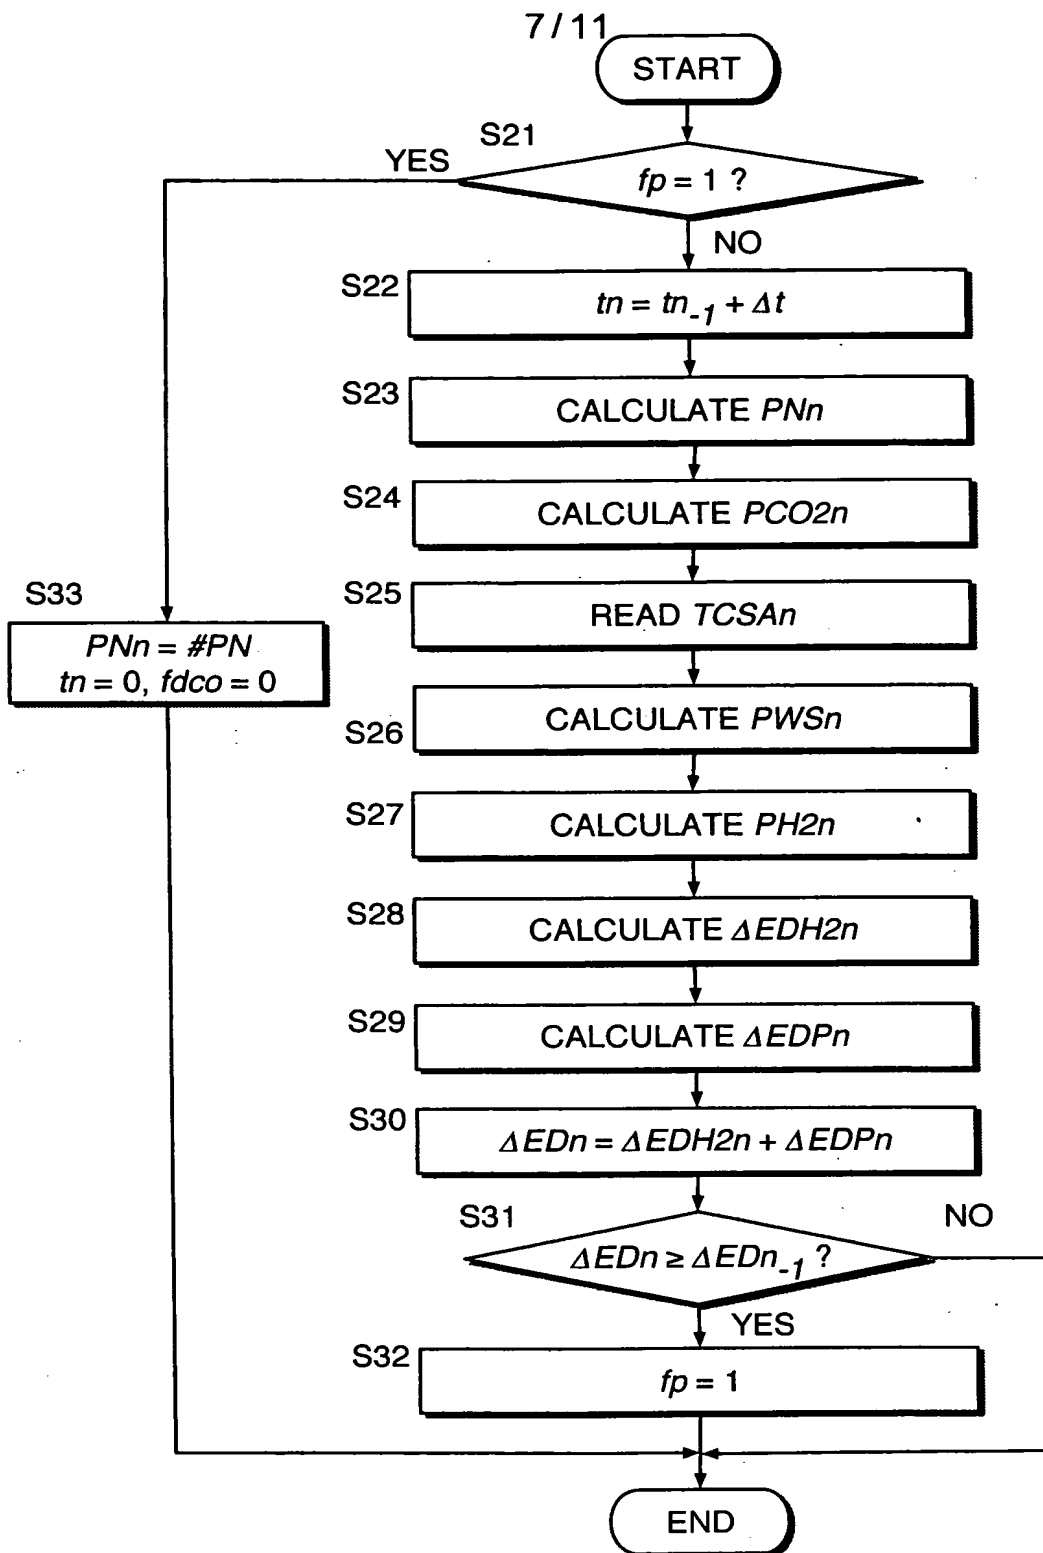 7 / 11
START
S21
YES
fp = 1 ?
NO
S22
tn = tn-1 + Δt
S23
CALCULATE PNn
S24
CALCULATE PCO2n
S25
READ TCSAn
S33
PNn = #PN
tn = 0, fdco = 0
S26
CALCULATE PWSn
S27
CALCULATE PH2n
S28
CALCULATE ΔEDH2n
S29
CALCULATE ΔEDPn
S30
ΔEDn = ΔEDH2n + ΔEDPn
S31
NO
ΔEDn ≥ ΔEDn-1 ?
YES
S32
fp = 1
END